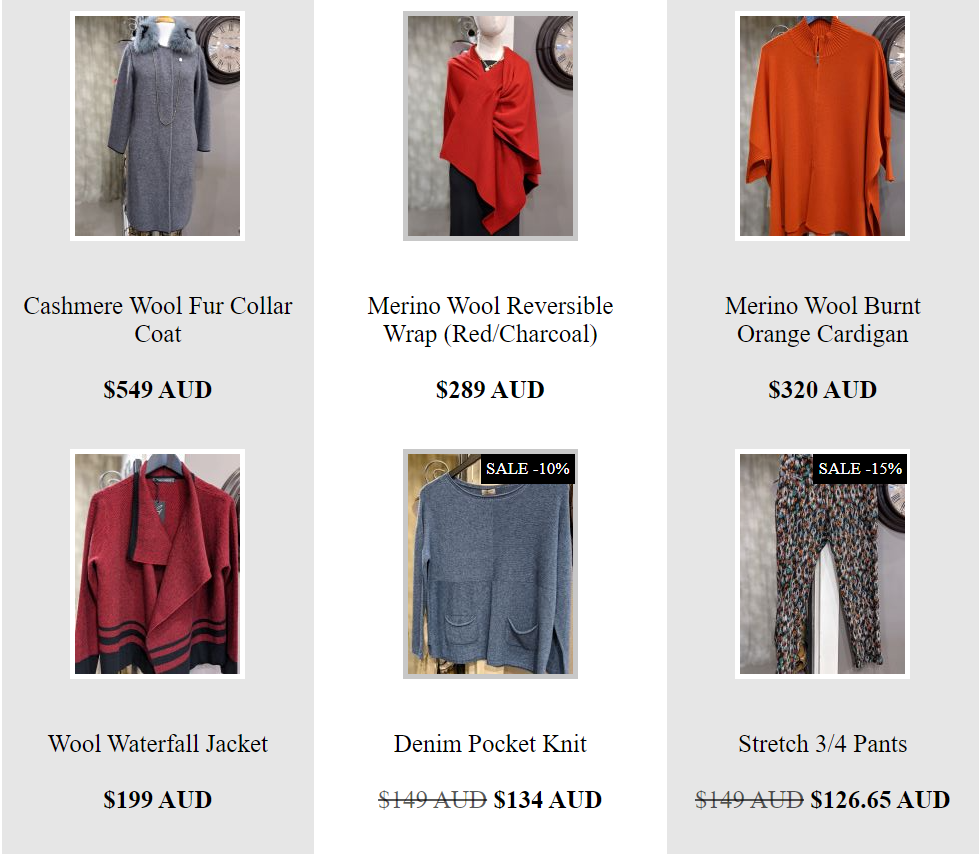 Cashmere Wool Fur Collar
Coat
$549 AUD
Merino Wool Reversible
Wrap (Red/Charcoal)
$289 AUD
Merino Wool Burnt
Orange Cardigan
$320 AUD
Wool Waterfall Jacket
$199 AUD
SALE -10%
Denim Pocket Knit
$149 AUD $134 AUD
SALE -15%
Stretch 3/4 Pants
$149 AUD $126.65 AUD